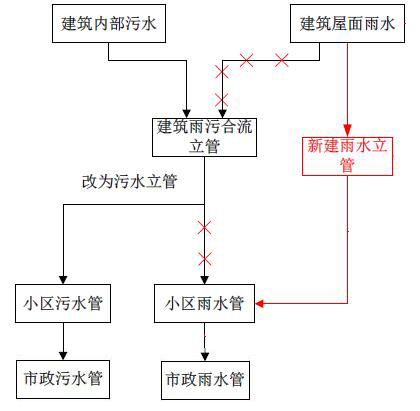 建筑内部污水
建筑屋面雨水
建筑雨污合流
立管
新建雨水立
管
改为污水立管
小区污水管
小区雨水管
市政污水管
市政雨水管